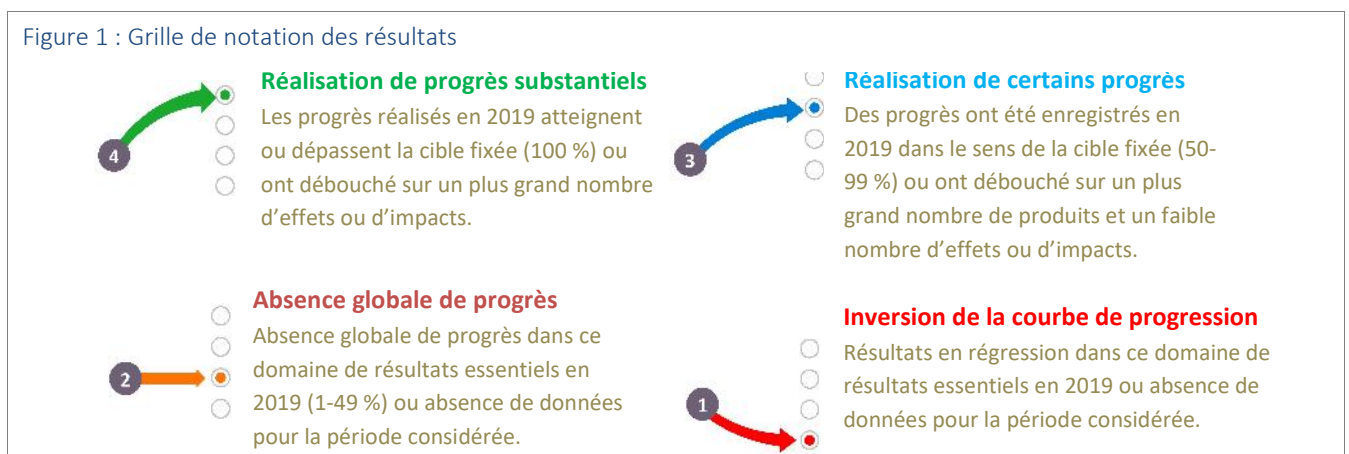 Figure 1 : Grille de notation des résultats
4
Réalisation de progrès substantiels
Les progrès réalisés en 2019 atteignent
ou dépassent la cible fixée (100 %) ou
ont débouché sur un plus grand nombre
d’effets ou d’impacts.
3
Réalisation de certains progrès
Des progrès ont été enregistrés en
2019 dans le sens de la cible fixée (50-
99 %) ou ont débouché sur un plus
grand nombre de produits et un faible
nombre d’effets ou d’impacts.
2
Absence globale de progrès
Absence globale de progrès dans ce
domaine de résultats essentiels en
2019 (1-49 %) ou absence de données
pour la période considérée.
1
Inversion de la courbe de progression
Résultats en régression dans ce domaine de
résultats essentiels en 2019 ou absence de
données pour la période considérée.